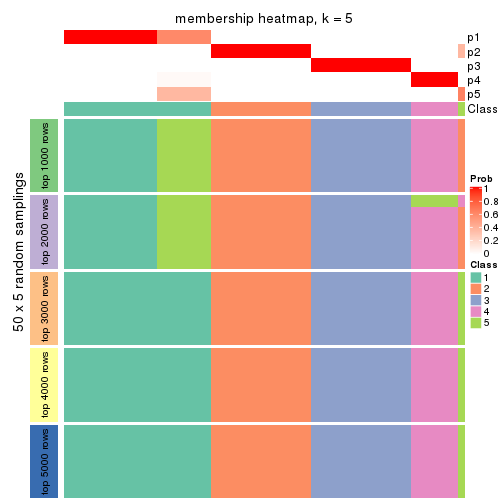 membership heatmap, k = 5
p1
p2
p3
p4
p5
Class
50 x 5 random samplings
top 1000 rows
top 2000 rows
top 3000 rows
top 4000 rows
top 5000 rows
Prob
1
0.8
0.6
0.4
0.2
0
Class
1
2
3
4
5